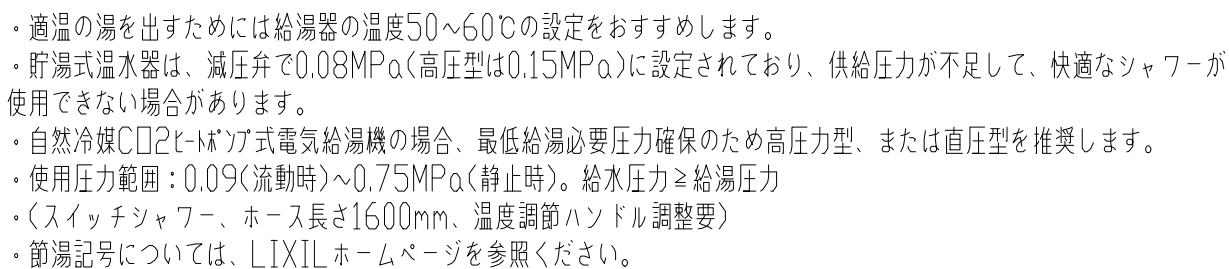 ・適温の湯を出すためには給湯器の温度50~60℃の設定をおすすめします。
・貯湯式温水器は、減圧弁で0.08MPa(高圧型は0.15MPa)に設定されており、供給圧力が不足して、快適なシャワーが
使用できない場合があります。
・自然冷媒CO2ﾋｰﾄﾎﾟﾝﾌﾟ式電気給湯機の場合、最低給湯必要圧力確保のため高圧力型、または直圧型を推奨します。
・使用圧力範囲：0.09(流動時)~0.75MPa(静止時)。給水圧力≧給湯圧力
・(スイッチシャワー、ホース長さ1600mm、温度調節ハンドル調整要)
・節湯記号については、LIXILホームページを参照ください。